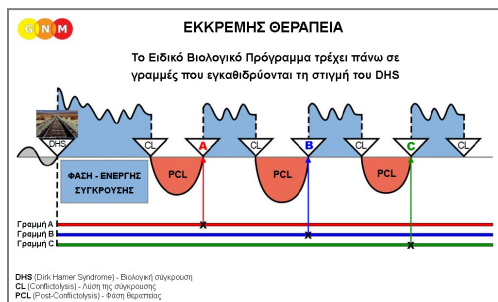 GNM
ΕΚΚΡΕΜΗΣ ΘΕΡΑΠΕΙΑ
Το Ειδικό Βιολογικό Πρόγραμμα τρέχει πάνω σε
γραμμές που εγκαθιδρύονται τη στιγμή του DHS
DHS CL A CL B CL C CL
ΦΑΣΗ - ΕΝΕΡΓΗΣ
ΣΥΓΚΡΟΥΣΗΣ
PCL PCL PCL
Γραμμή A
Γραμμή B
Γραμμή C
x
x
x
DHS (Dirk Hamer Syndrome) - Βιολογική σύγκρουση
CL (Conflictolysis) - Λύση της σύγκρουσης
PCL (Post-Conflictolysis) - Φάση θεραπείας